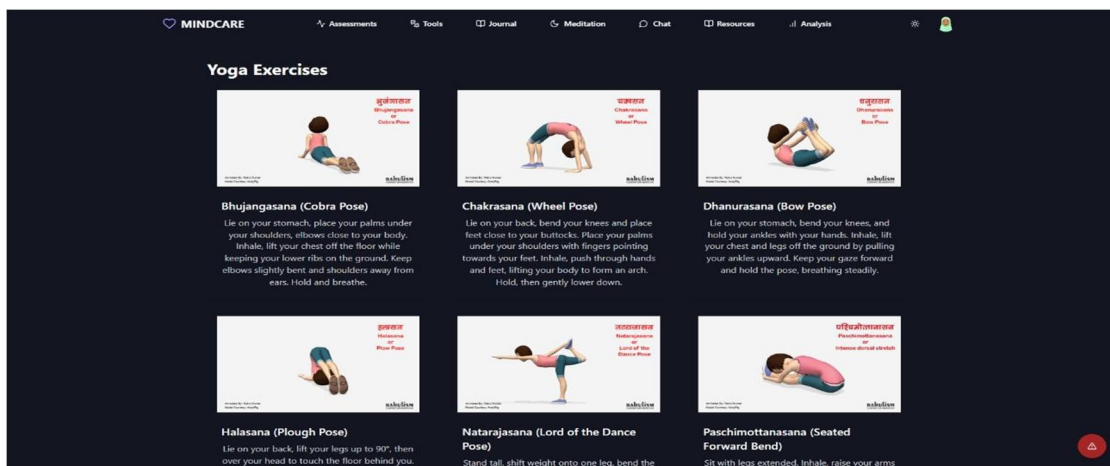 MINDCARE
Assessments
Tools
Journal
Meditation
Chat
Resources
Analysis
Yoga Exercises
भुजंगासन
Bhujangasana
or
Cobra Pose
चक्रासन
Chakrasana
or
Wheel Pose
धनुरासन
Dhanurasana
or
Bow Pose
Bhujangasana (Cobra Pose)
Lie on your stomach, place your palms under
your shoulders, elbows close to your body.
Inhale, lift your chest off the floor while
keeping your lower ribs on the ground. Keep
elbows slightly bent and shoulders away from
ears. Hold and breathe.
Chakrasana (Wheel Pose)
Lie on your back, bend your knees and place
feet close to your buttocks. Place your palms
under your shoulders with fingers pointing
towards your feet. Inhale, push through hands
and feet, lifting your body to form an arch.
Hold, then gently lower down.
Dhanurasana (Bow Pose)
Lie on your stomach, bend your knees, and
hold your ankles with your hands. Inhale, lift
your chest and legs off the ground by pulling
your ankles upward. Keep your gaze forward
and hold the pose, breathing steadily.
हलासन
Halasana
or
Plow Pose
नटराजासन
Natarajasana
or
Lord of the
Dance Pose
पश्चिमोत्तानासन
Paschimottanasana
or
Intense dorsal stretch
Halasana (Plough Pose)
Lie on your back, lift your legs up to 90°, then
over your head to touch the floor behind you.
Natarajasana (Lord of the Dance
Pose)
Stand tall, shift weight onto one leg, bend the
Paschimottanasana (Seated
Forward Bend)
Sit with legs extended. Inhale, raise your arms